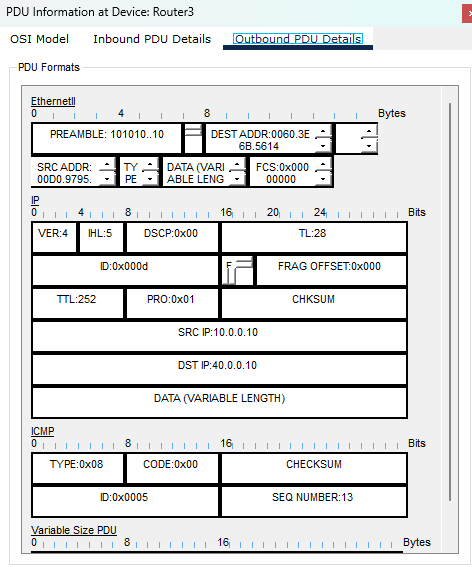 PDU Information at Device: Router3
OSI Model Inbound PDU Details Outbound PDU Details
PDU Formats
EthernetII
0 4 8 Bytes
PREAMBLE: 101010..10 DEST ADDR:0060.3E
6B.5614
SRC ADDR: TY DATA (VARI FCS:0x000
00D0.9795. PE ABLE LENG 00000
IP
0 4 8 16 20 24 Bits
VER:4 IHL:5 DSCP:0x00 TL:28
ID:0x000d F FRAG OFFSET:0x000
TTL:252 PRO:0x01 CHKSUM
SRC IP:10.0.0.10
DST IP:40.0.0.10
DATA (VARIABLE LENGTH)
ICMP
0 8 16 Bits
TYPE:0x08 CODE:0x00 CHECKSUM
ID:0x0005 SEQ NUMBER:13
Variable Size PDU
0 8 16 Bytes